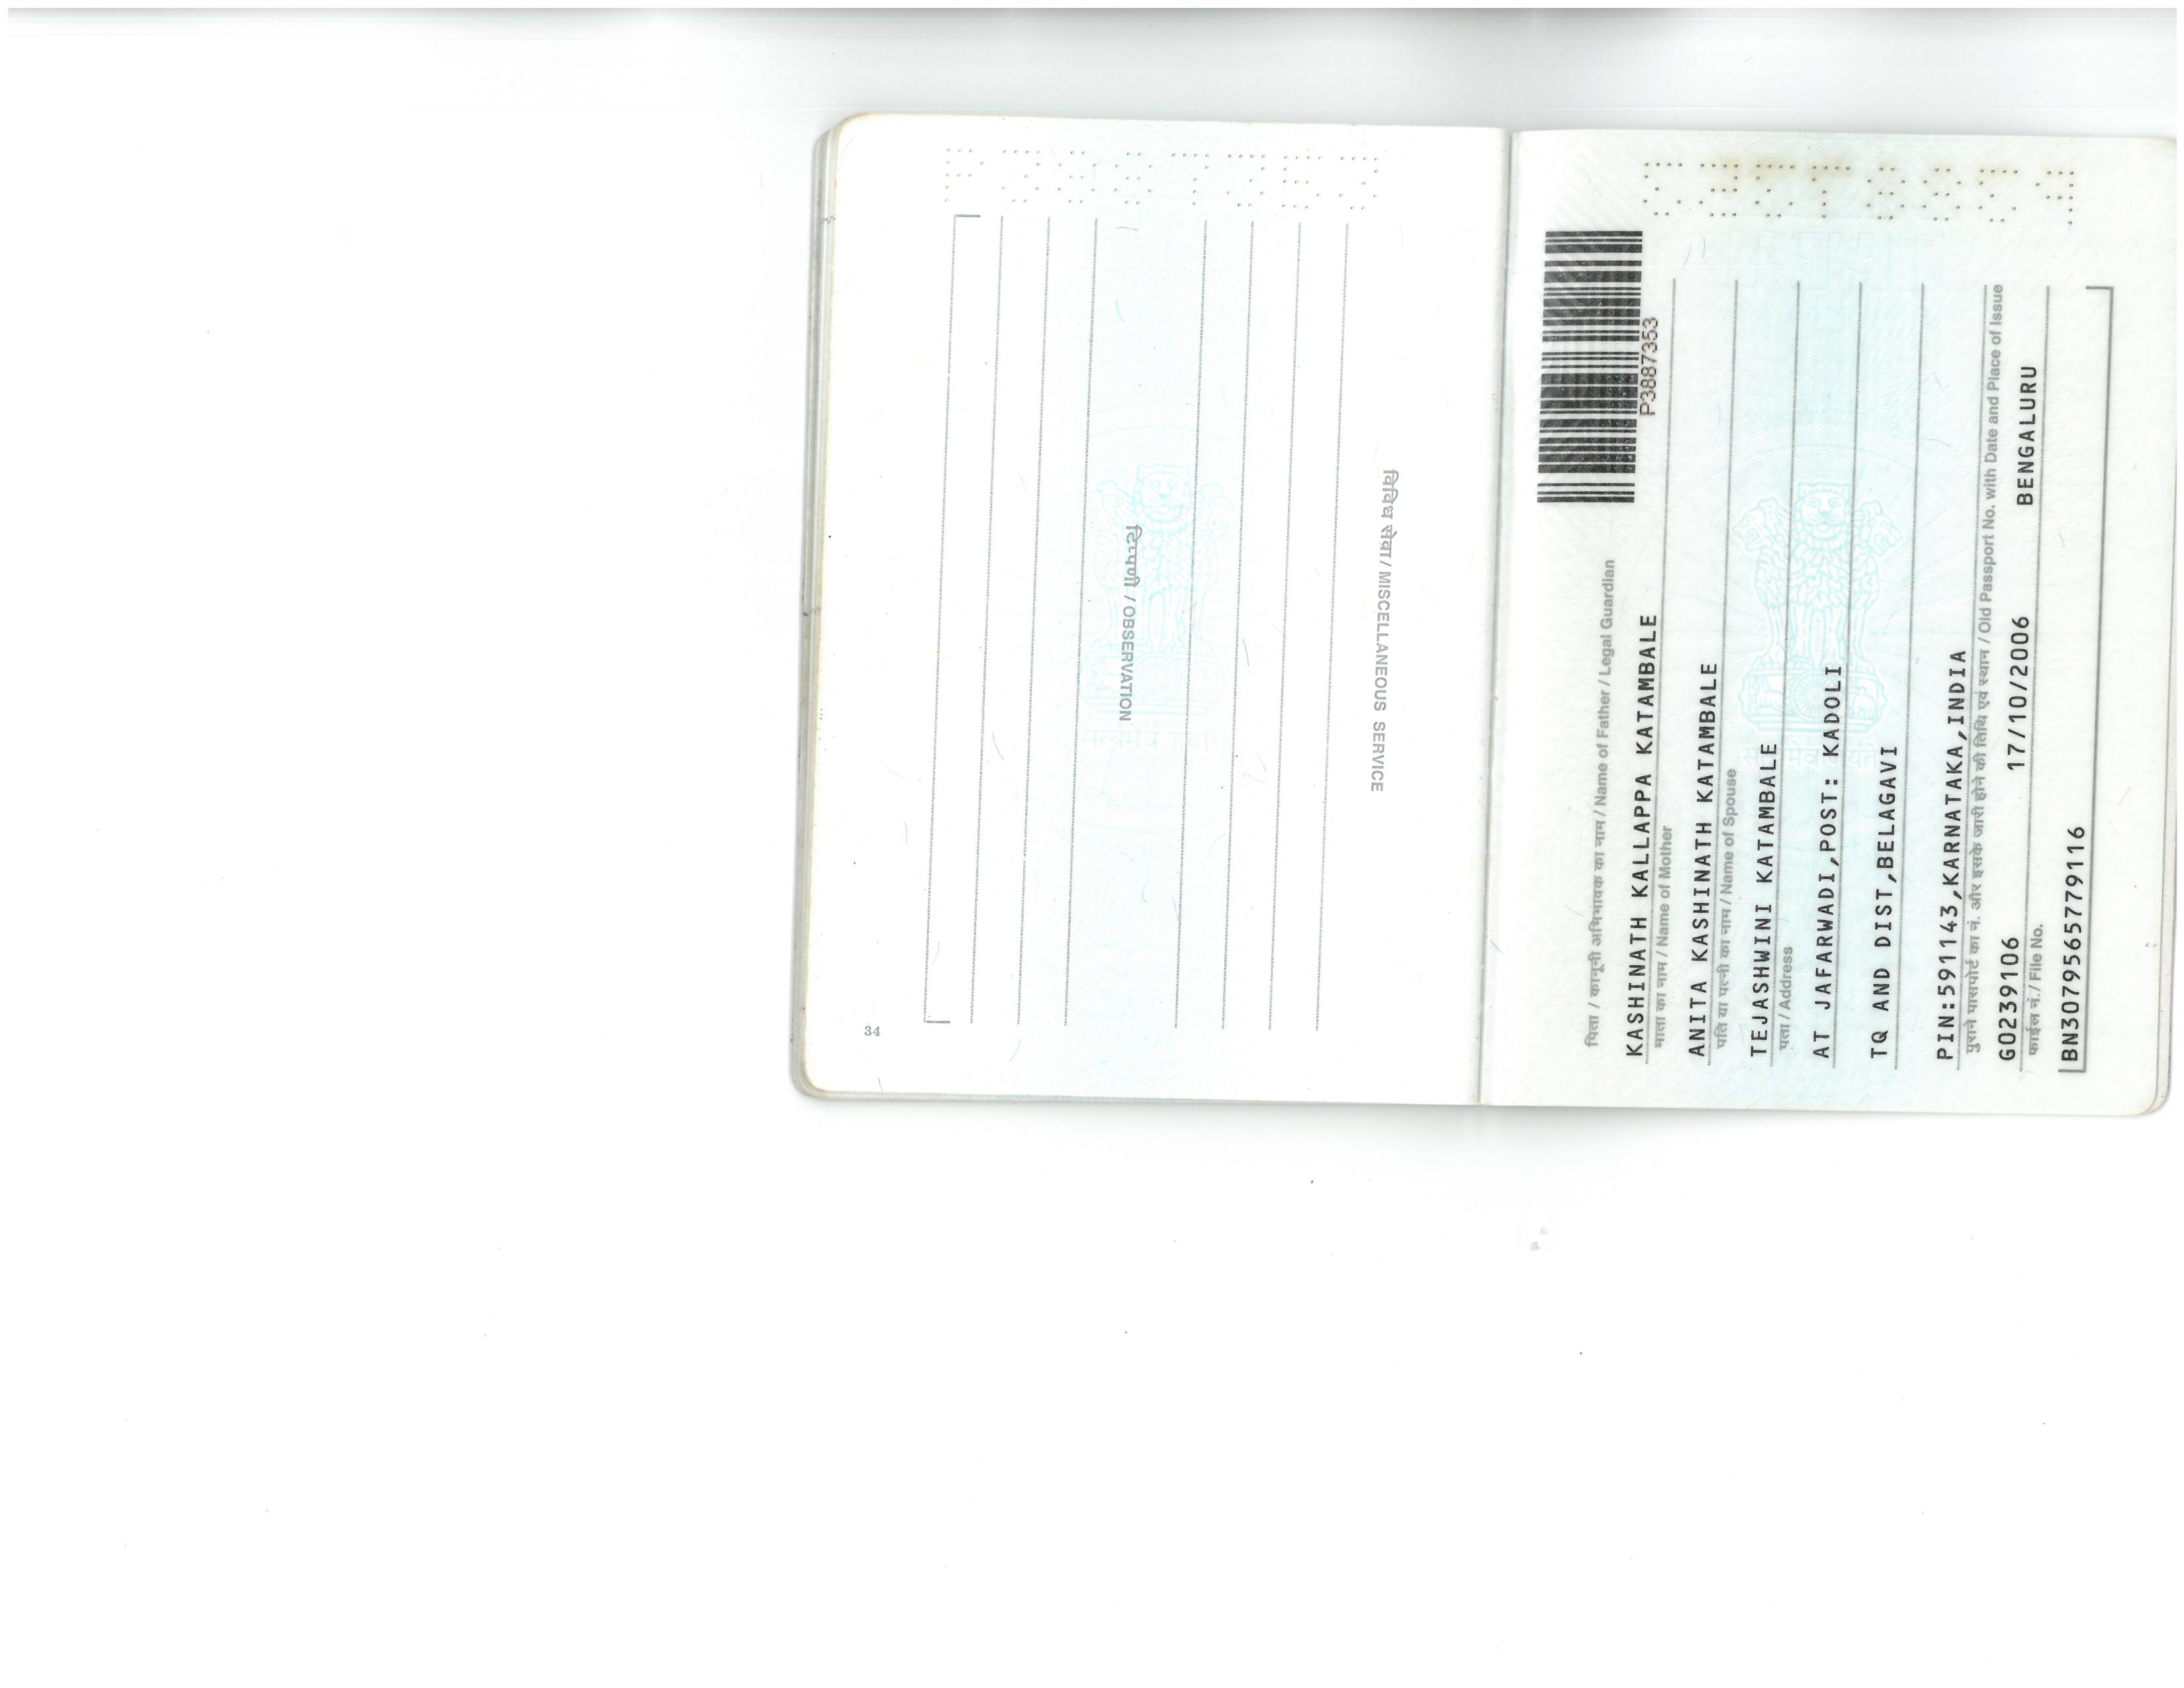 34
टिप्पणी / OBSERVATION
विविध सेवा / MISCELLANEOUS SERVICE
P3887353
पिता / कानूनी अभिभावक का नाम / Name of Father / Legal Guardian
KASHINATH KALLAPPA KATAMBALE
माता का नाम / Name of Mother
ANITA KASHINATH KATAMBALE
पति या पत्नी का नाम / Name of Spouse
TEJASHWINI KATAMBALE
पता / Address
AT JAFARWADI,POST: KADOLI
TQ AND DIST,BELAGAVI
PIN:591143,KARNATAKA,INDIA
पुराने पासपोर्ट का नं. और इसके जारी होने की तिथि एवं स्थान / Old Passport No. with Date and Place of Issue
G0239106 17/10/2006 BENGALURU
फाईल नं. / File No.
BN3079565779116
सत्यमेव जयते